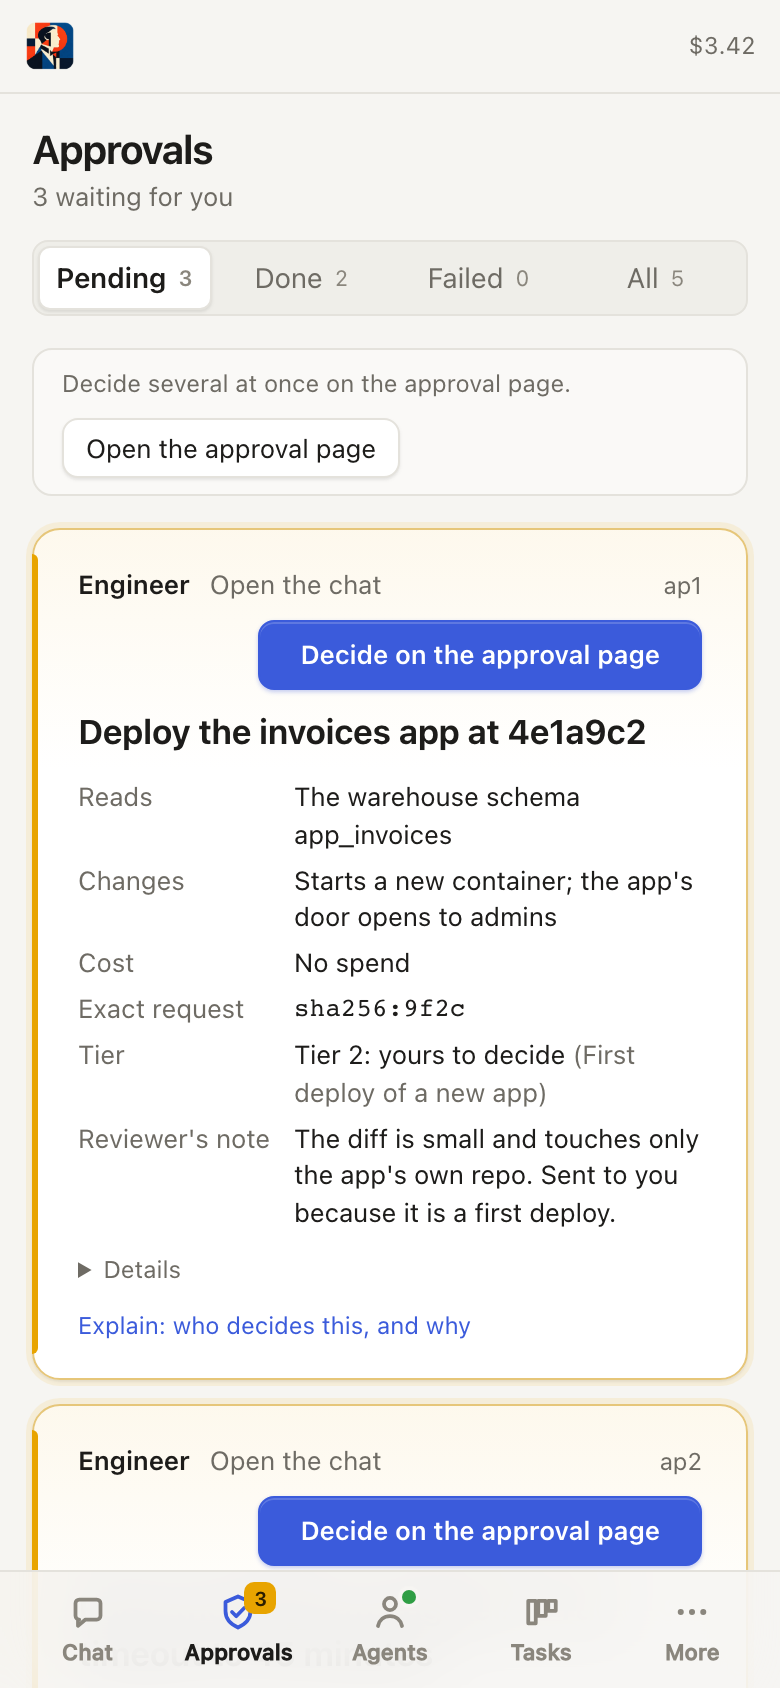 $3.42
Approvals
3 waiting for you
Pending 3
Done 2
Failed 0
All 5
Decide several at once on the approval page.
Open the approval page
Engineer Open the chat ap1
Decide on the approval page
Deploy the invoices app at 4e1a9c2
Reads The warehouse schema
app_invoices
Changes Starts a new container; the app's
door opens to admins
Cost No spend
Exact request sha256:9f2c
Tier Tier 2: yours to decide (First
deploy of a new app)
Reviewer's note The diff is small and touches only
the app's own repo. Sent to you
because it is a first deploy.
Details
Explain: who decides this, and why
Engineer Open the chat ap2
Decide on the approval page
3
Chat Approvals Agents Tasks More